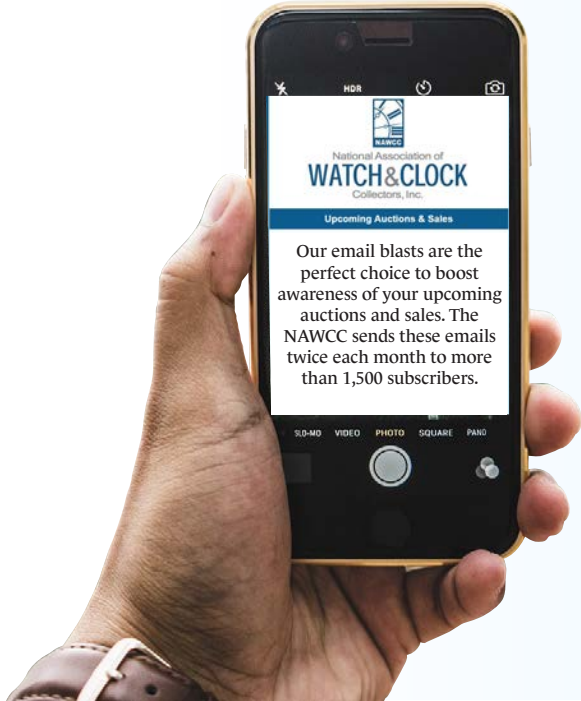 HDR
NAWCC
National Association of
WATCH & CLOCK
Collectors, Inc.
Upcoming Auctions & Sales
Our email blasts are the
perfect choice to boost
awareness of your upcoming
auctions and sales. The
NAWCC sends these emails
twice each month to more
than 1,500 subscribers.
SLO-MO VIDEO PHOTO SQUARE PANO